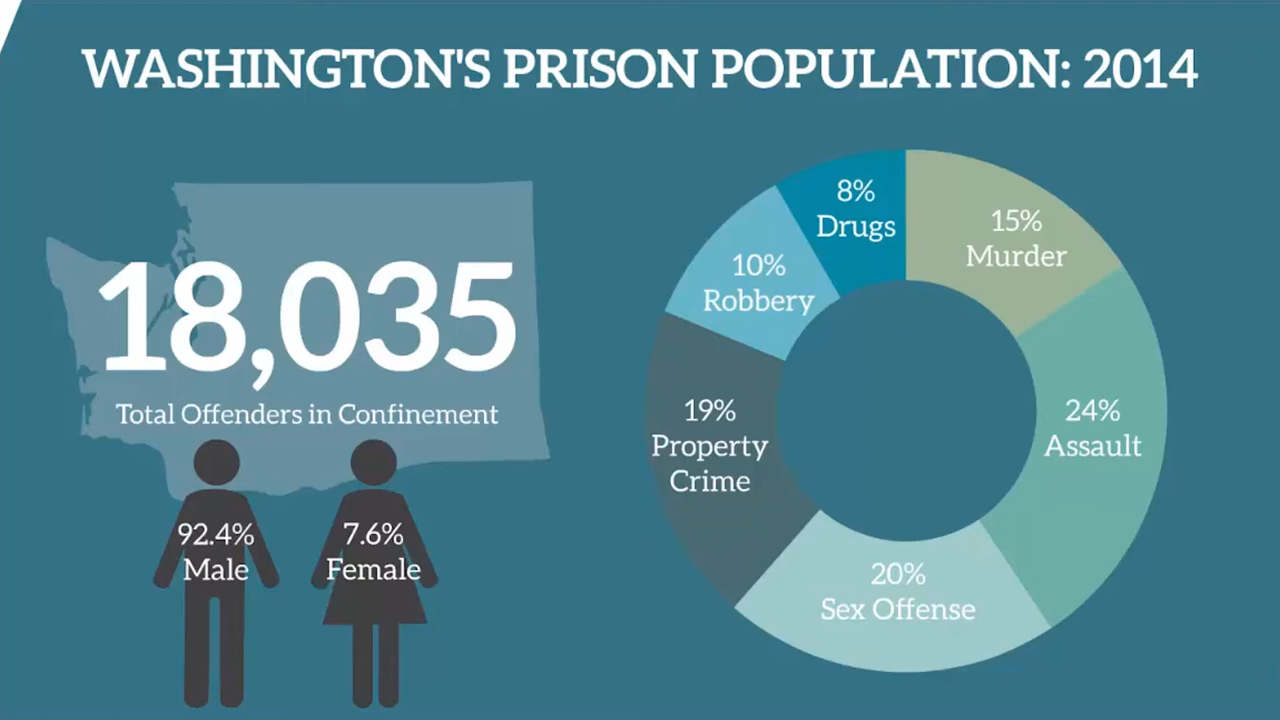 WASHINGTON'S PRISON POPULATION: 2014
18,035
Total Offenders in Confinement
92.4%
Male
7.6%
Female
8%
Drugs
15%
Murder
10%
Robbery
24%
Assault
19%
Property
Crime
20%
Sex Offense